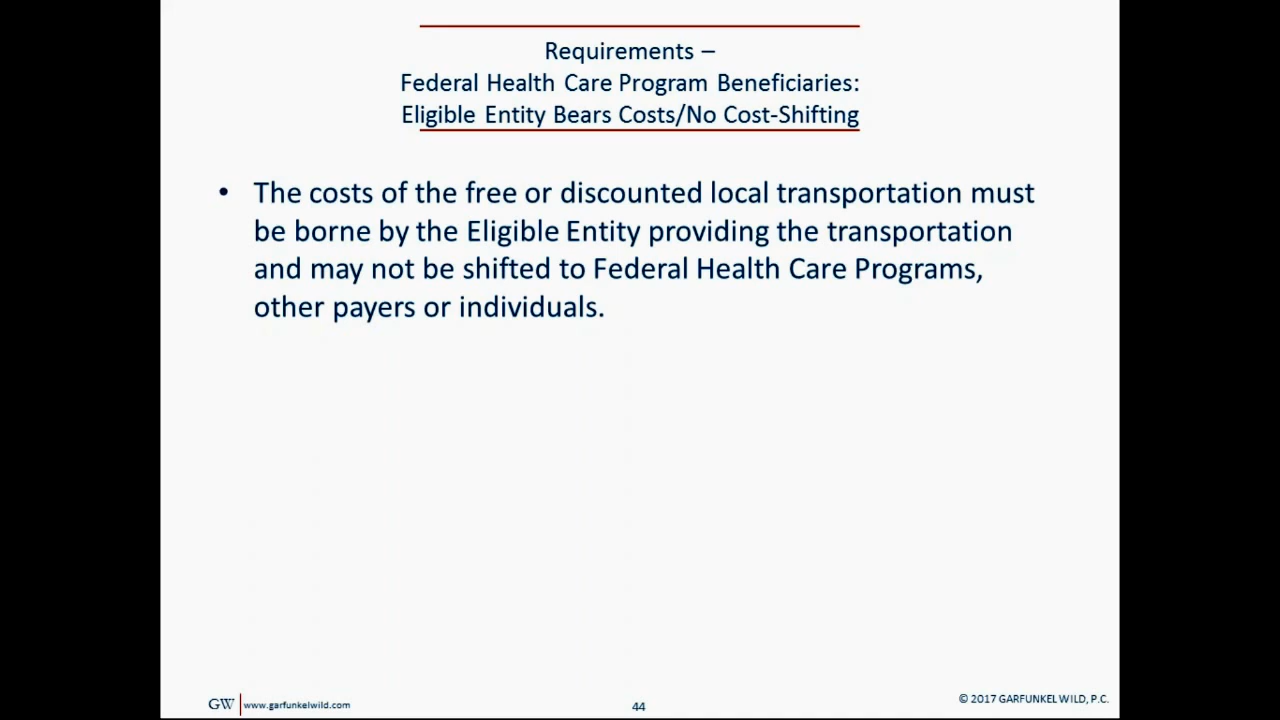 Requirements –
Federal Health Care Program Beneficiaries:
Eligible Entity Bears Costs/No Cost-Shifting
• The costs of the free or discounted local transportation must
be borne by the Eligible Entity providing the transportation
and may not be shifted to Federal Health Care Programs,
other payers or individuals.
GW www.garfunkelwild.com
44
© 2017 GARFUNKEL WILD, P.C.